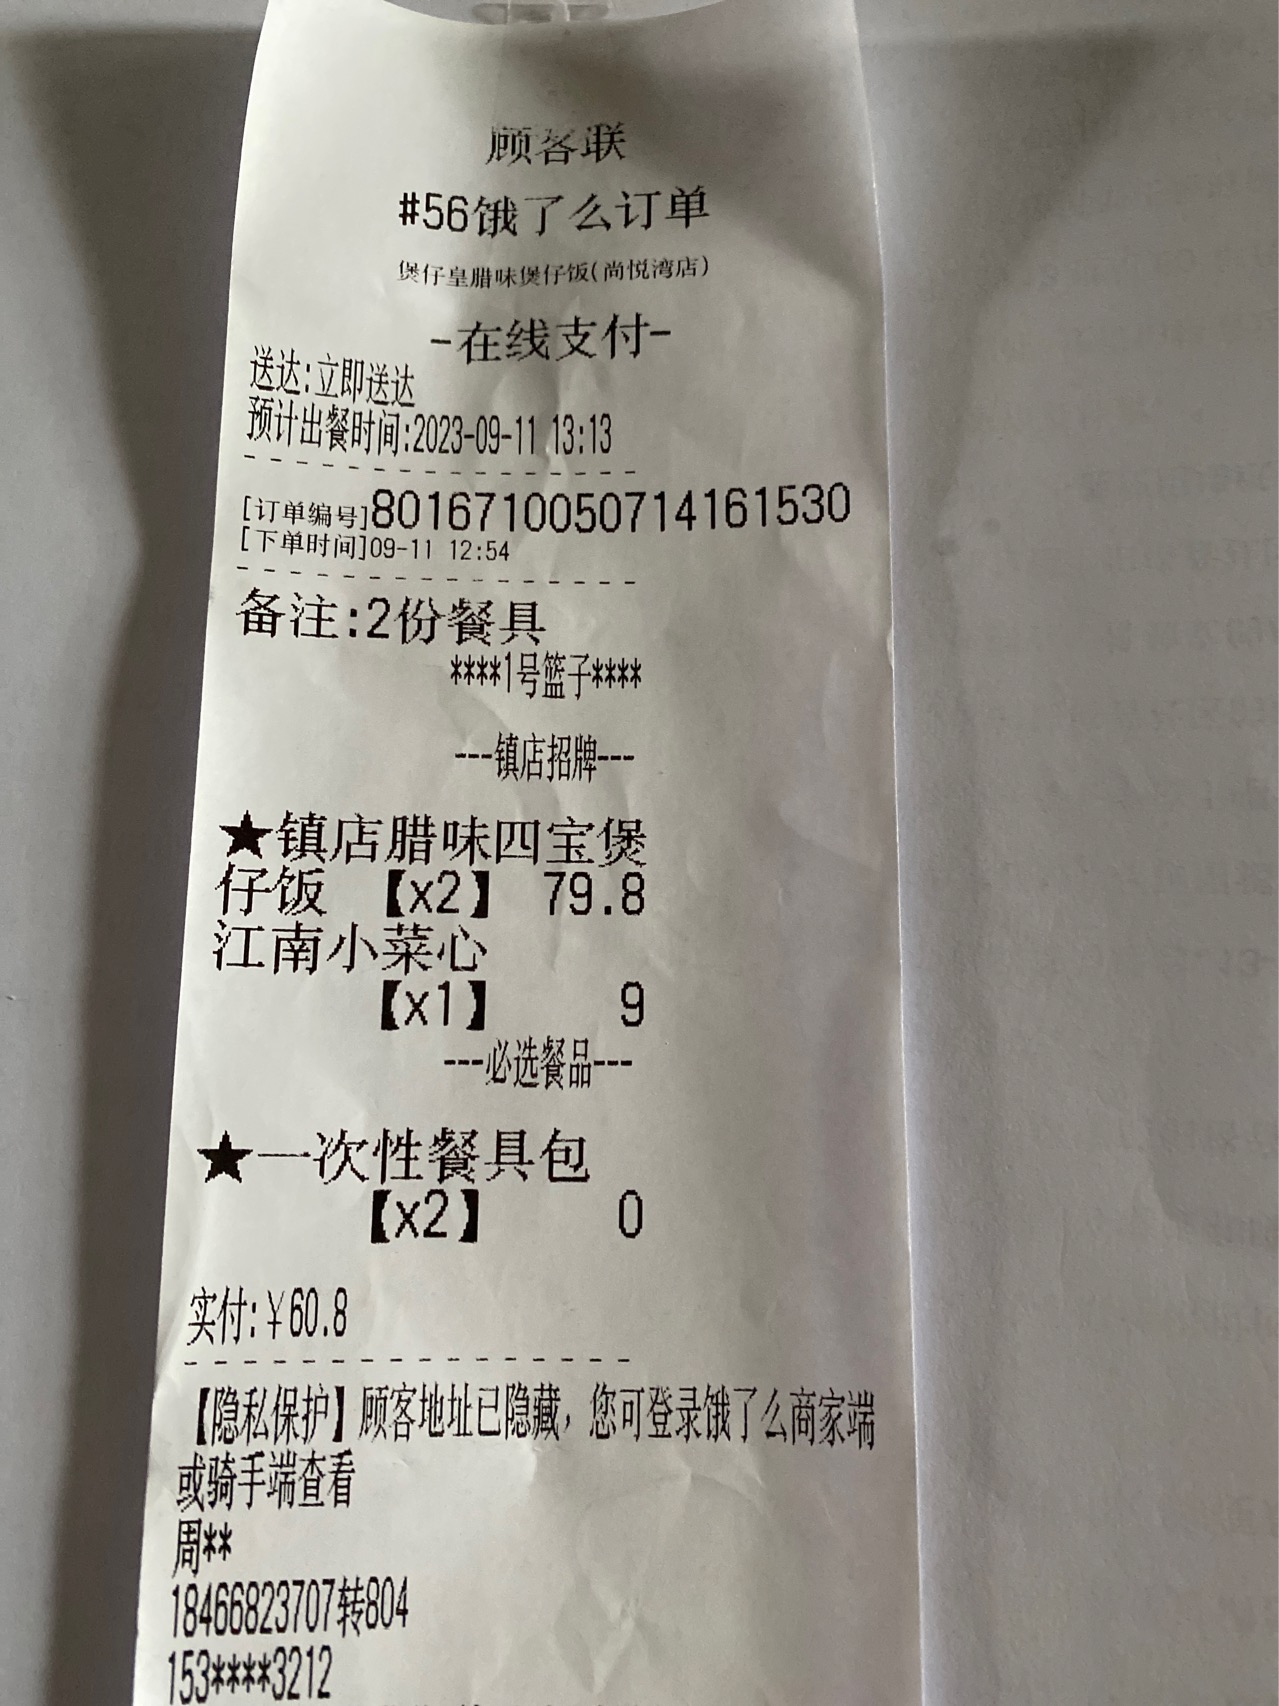 顾客联
#56饿了么订单
煲仔皇腊味煲仔饭(尚悦湾店)
-在线支付-
送达:立即送达
预计出餐时间:2023-09-11 13:13
[订单编号]8016710050714161530
[下单时间]09-11 12:54
备注:2份餐具
****1号篮子****
---镇店招牌---
★镇店腊味四宝煲
仔饭 【x2】 79.8
江南小菜心
【x1】 9
---必选餐品---
★一次性餐具包
【x2】 0
实付:¥60.8
【隐私保护】顾客地址已隐藏，您可登录饿了么商家端
或骑手端查看
周**
18466823707转804
153****3212